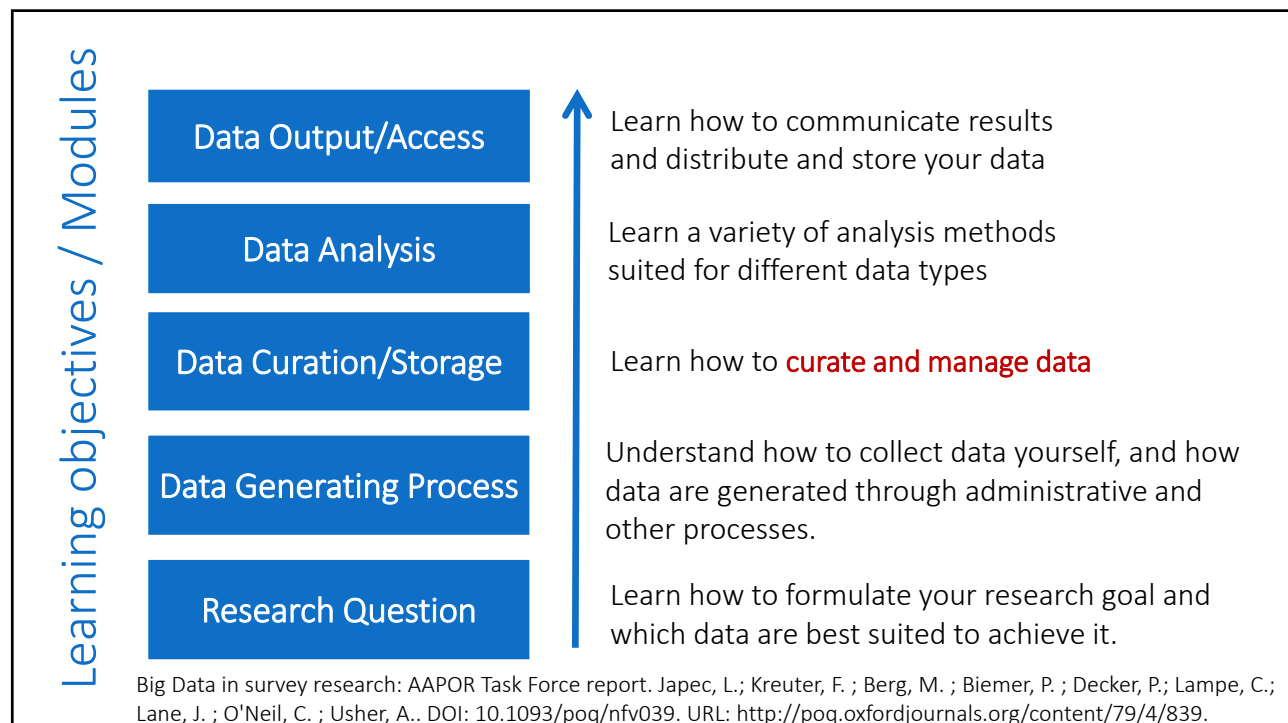 Learning objectives / Modules
Data Output/Access
Learn how to communicate results
and distribute and store your data
Data Analysis
Learn a variety of analysis methods
suited for different data types
Data Curation/Storage
Learn how to curate and manage data
Data Generating Process
Understand how to collect data yourself, and how
data are generated through administrative and
other processes.
Research Question
Learn how to formulate your research goal and
which data are best suited to achieve it.
Big Data in survey research: AAPOR Task Force report. Japec, L.; Kreuter, F. ; Berg, M. ; Biemer, P. ; Decker, P.; Lampe, C.;
Lane, J. ; O'Neil, C. ; Usher, A.. DOI: 10.1093/poq/nfv039. URL: http://poq.oxfordjournals.org/content/79/4/839.